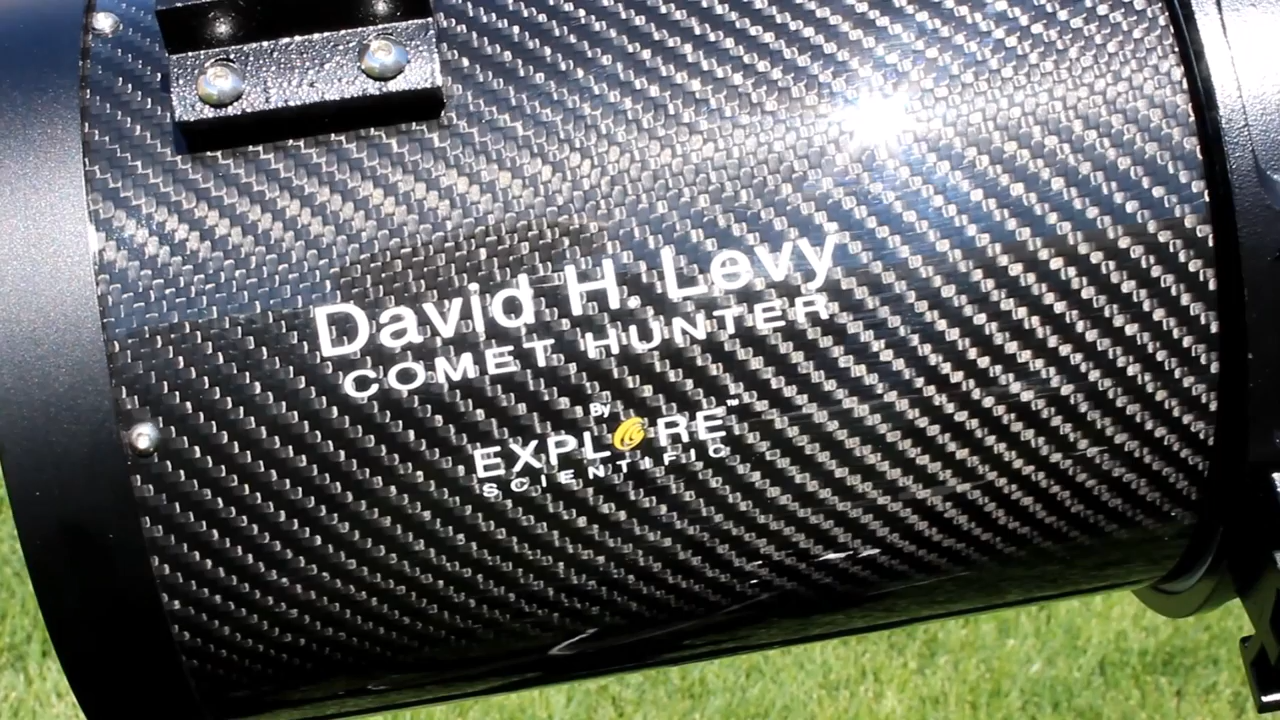 David H. Levy
COMET HUNTER
By
EXPLORE™
SCIENTIFIC